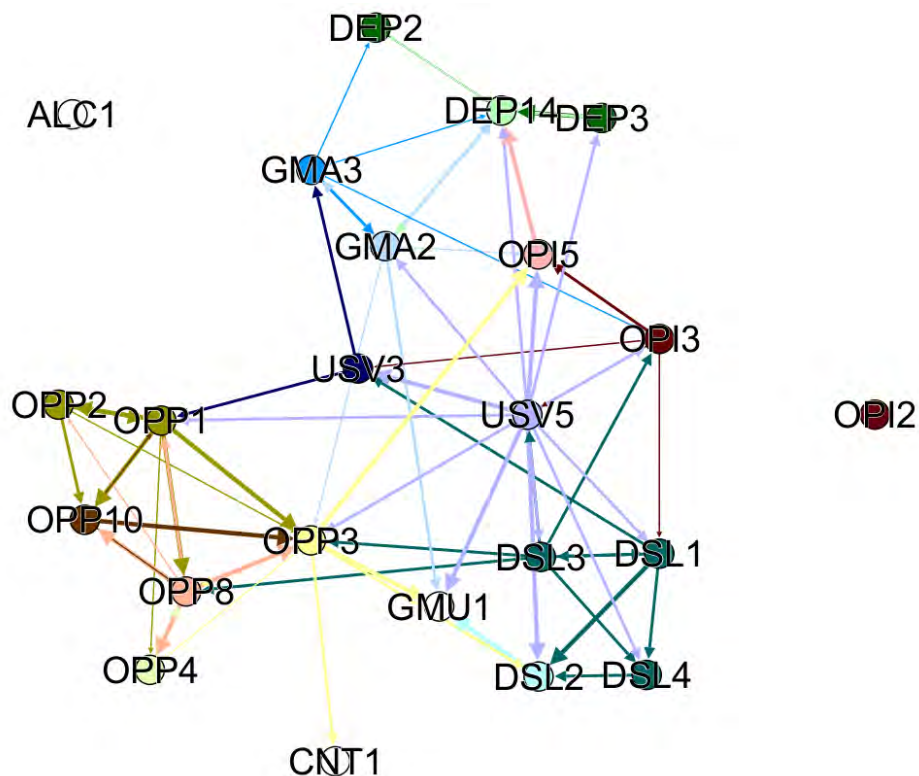 DEP2
ALC1
DEP14
DEP3
GMA3
GMA2
OPI5
OPI3
USV3
OPP2
OPP1
USV5
OPI2
OPP10
OPP3
DSL3
DSL1
OPP8
GMU1
OPP4
DSL2
DSL4
CNT1